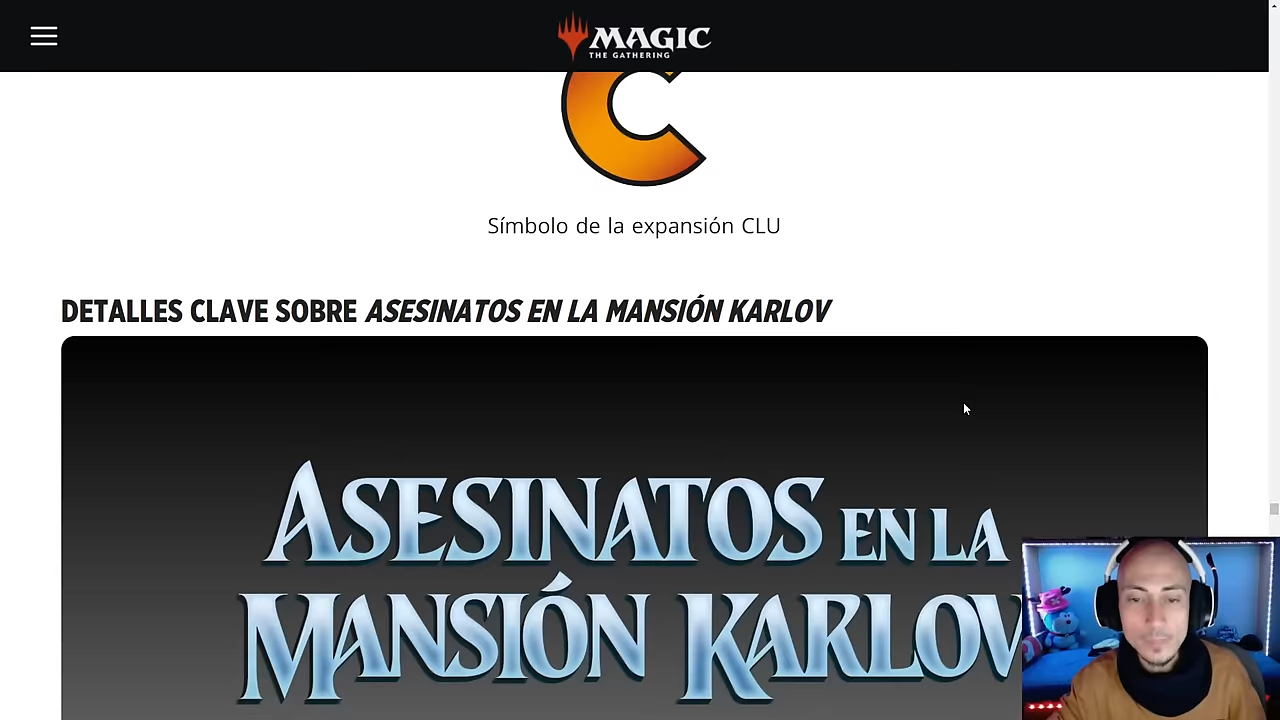 MAGIC
THE GATHERING
Símbolo de la expansión CLU
DETALLES CLAVE SOBRE ASESINATOS EN LA MANSIÓN KARLOV
ASESINATOS EN LA
MANSIÓN KARLOV